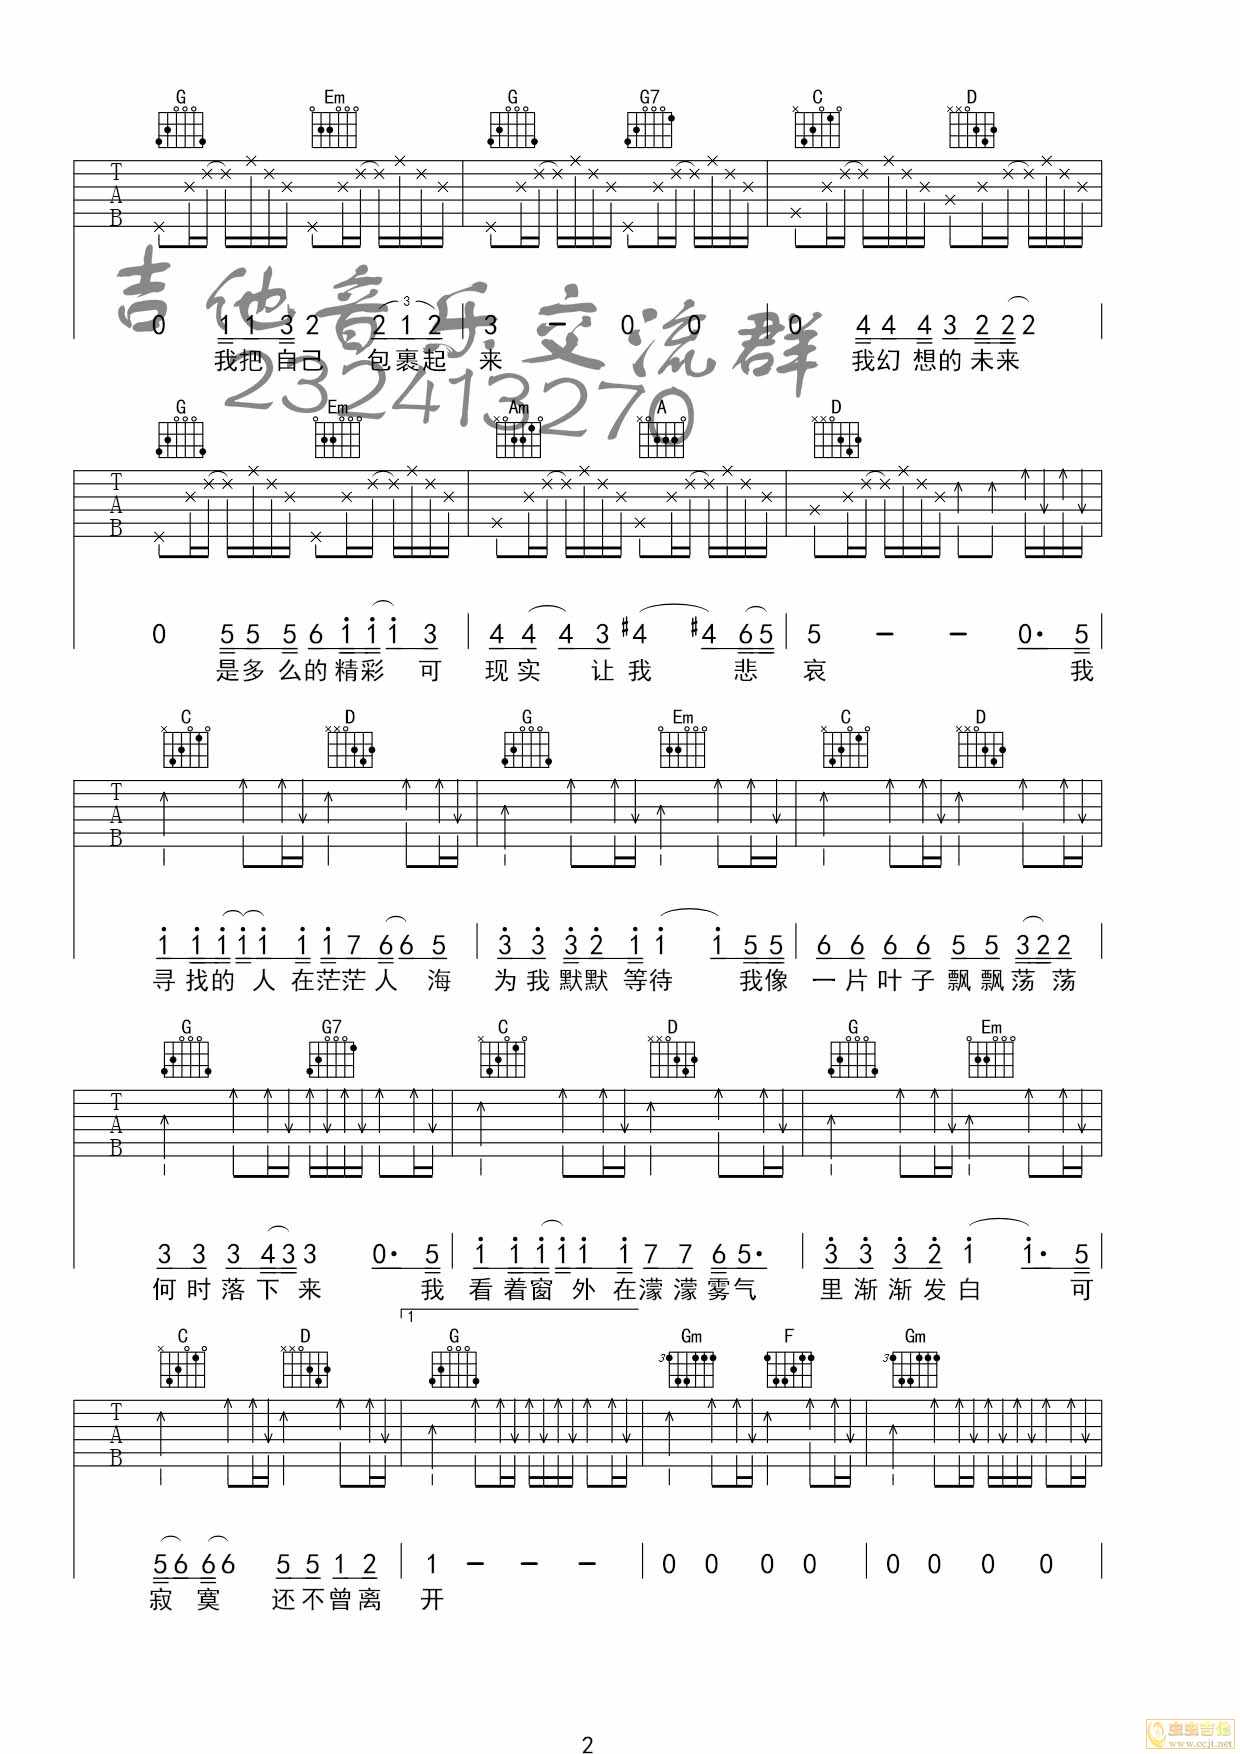 G Em G G7 C D
T
A
B
吉他音乐交流群
3
0 1 1 3 2 2 1 2 3 — 0 0 0 4 4 4 3 2 2 2
我把自己 包裹起 来 我幻想的未来
232413270
G Em Am A D
T
A
B
0 5 5 5 6 1 1 1 3 4 4 4 3 #4 #4 6 5 5 — — 0· 5
是多么的精彩 可 现实 让我 悲 哀 我
C D G Em C D
T
A
B
1 1 1 1 1 1 1 7 6 6 5 3 3 3 2 1 1 1 5 5 6 6 6 6 5 5 3 2 2
寻找的 人 在茫茫人 海 为我默默等待 我像 一片叶子飘飘荡荡
G G7 C D G Em
T
A
B
3 3 3 4 3 3 0· 5 1 1 1 1 1 1 7 7 6 5· 3 3 3 2 1 1· 5
何时落下来 我 看着窗 外 在濛濛雾气 里渐渐发白 可
1
C D G Gm F Gm
3 3
T
A
B
5 6 6 6 5 5 1 2 1 — — — 0 0 0 0 0 0 0 0
寂寞 还不曾离 开
2
虫虫吉他
www.ccjt.net